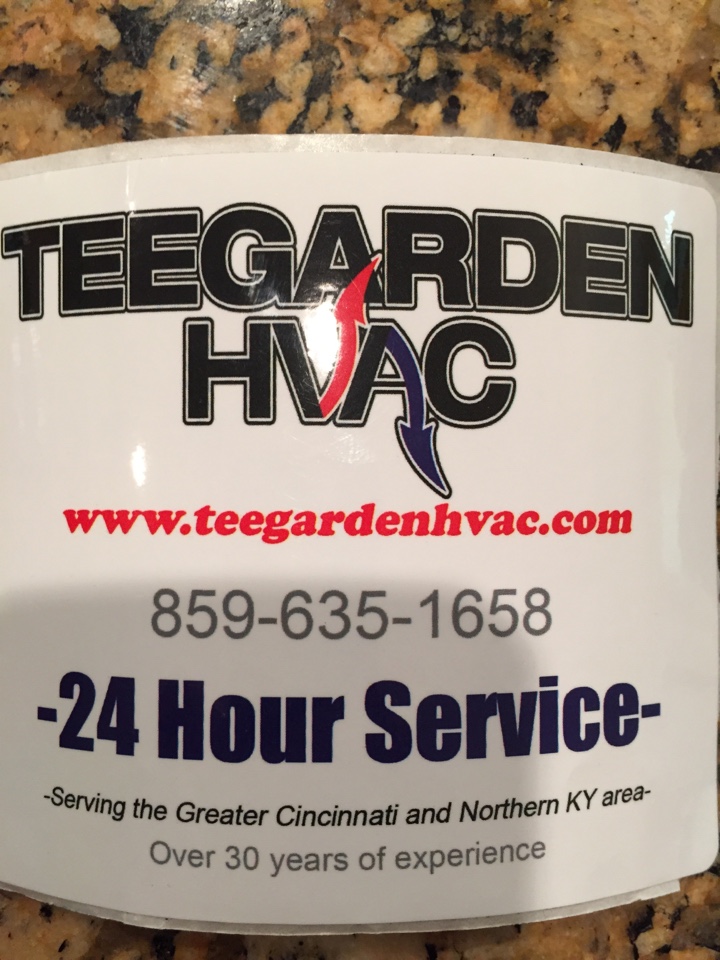 TEEGARDEN
HVAC
www.teegardenhvac.com
859-635-1658
-24 Hour Service-
-Serving the Greater Cincinnati and Northern KY area-
Over 30 years of experience